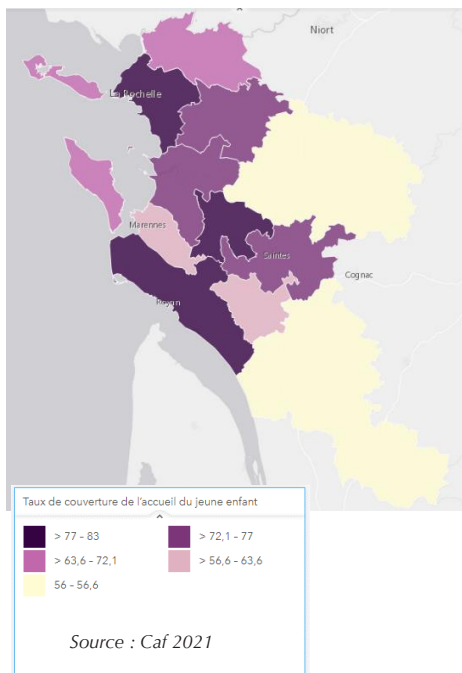 Niort
La Rochelle
Marennes
Saintes
Cognac
Royan
Taux de couverture de l'accueil du jeune enfant
> 77 - 83
> 72,1 - 77
> 63,6 - 72,1
> 56,6 - 63,6
56 - 56,6
Source : Caf 2021